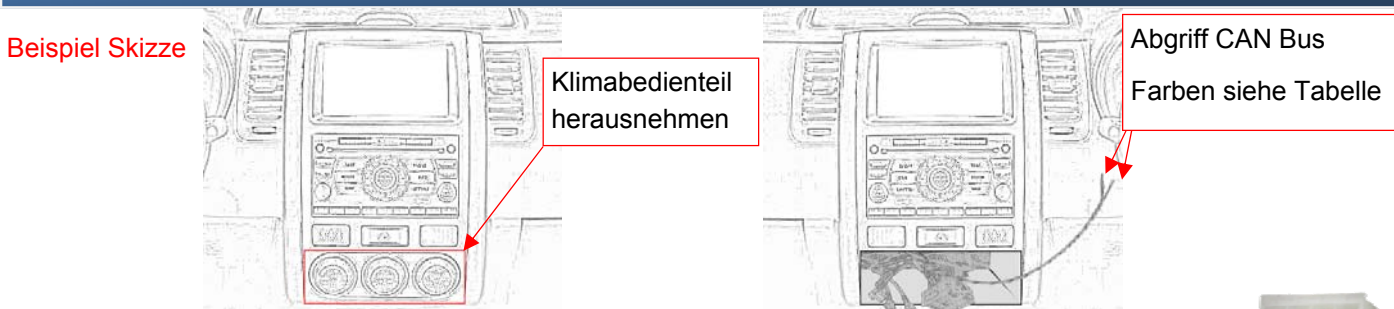 Beispiel Skizze
Klimabedienteil
herausnehmen
Abgriff CAN Bus
Farben siehe Tabelle